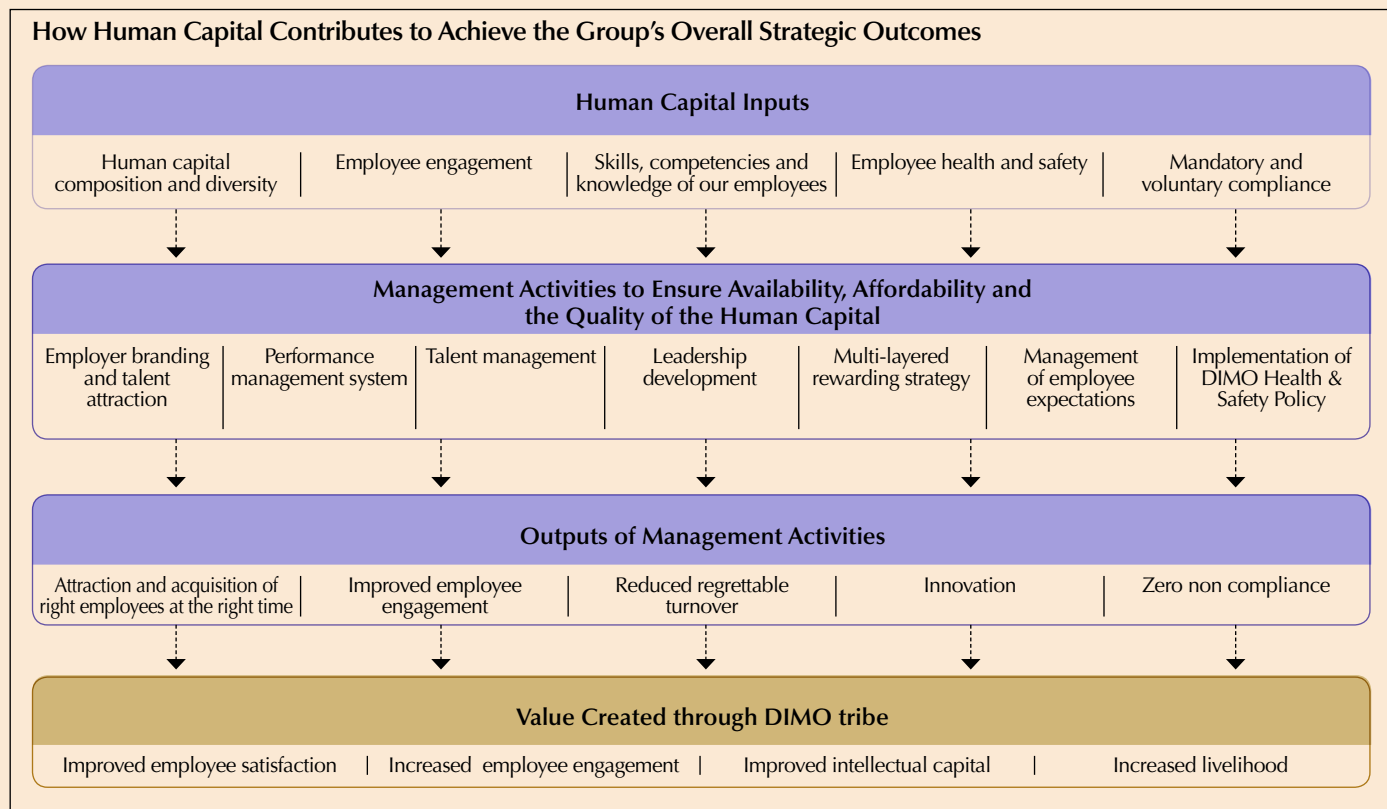 How Human Capital Contributes to Achieve the Group's Overall Strategic Outcomes
Human Capital Inputs
Human capital
composition and diversity
Employee engagement
Skills, competencies and
knowledge of our employees
Employee health and safety
Mandatory and
voluntary compliance
Management Activities to Ensure Availability, Affordability and
the Quality of the Human Capital
Employer branding
and talent
attraction
Performance
management system
Talent management
Leadership
development
Multi-layered
rewarding strategy
Management
of employee
expectations
Implementation of
DIMO Health &
Safety Policy
Outputs of Management Activities
Attraction and acquisition of
right employees at the right time
Improved employee
engagement
Reduced regrettable
turnover
Innovation
Zero non compliance
Value Created through DIMO tribe
Improved employee satisfaction
Increased employee engagement
Improved intellectual capital
Increased livelihood